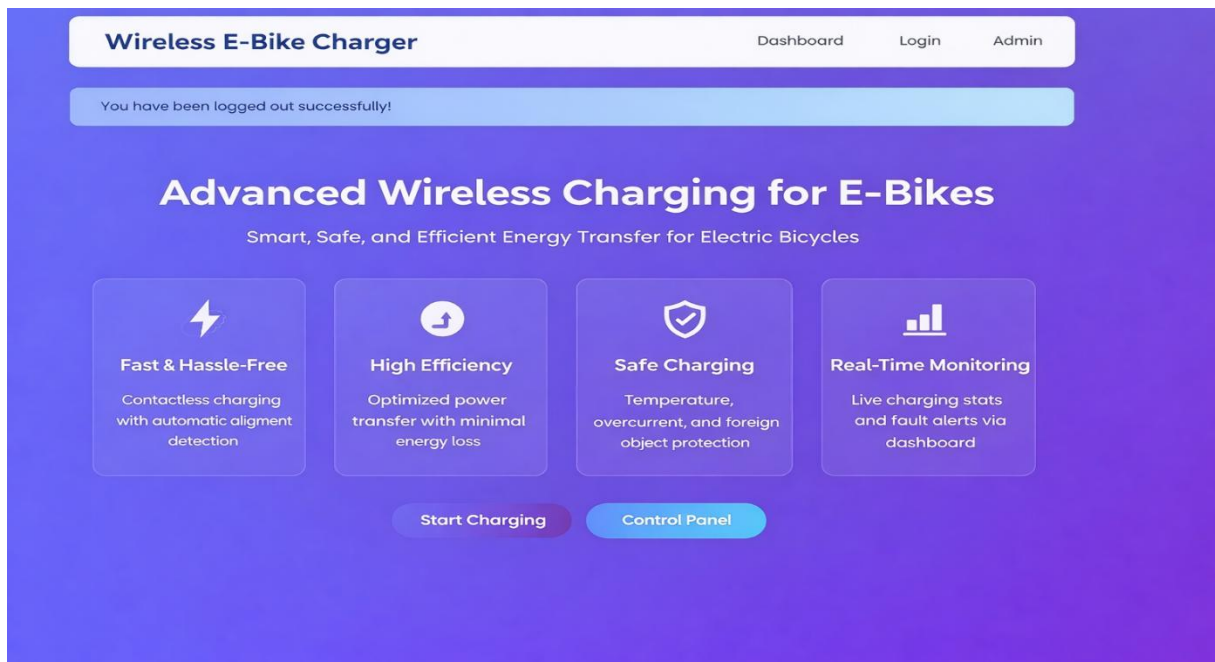 Wireless E-Bike Charger
Dashboard Login Admin
You have been logged out successfully!
Advanced Wireless Charging for E-Bikes
Smart, Safe, and Efficient Energy Transfer for Electric Bicycles
Fast & Hassle-Free
Contactless charging
with automatic aligment
detection
High Efficiency
Optimized power
transfer with minimal
energy loss
Safe Charging
Temperature,
overcurrent, and foreign
object protection
Real-Time Monitoring
Live charging stats
and fault alerts via
dashboard
Start Charging
Control Panel